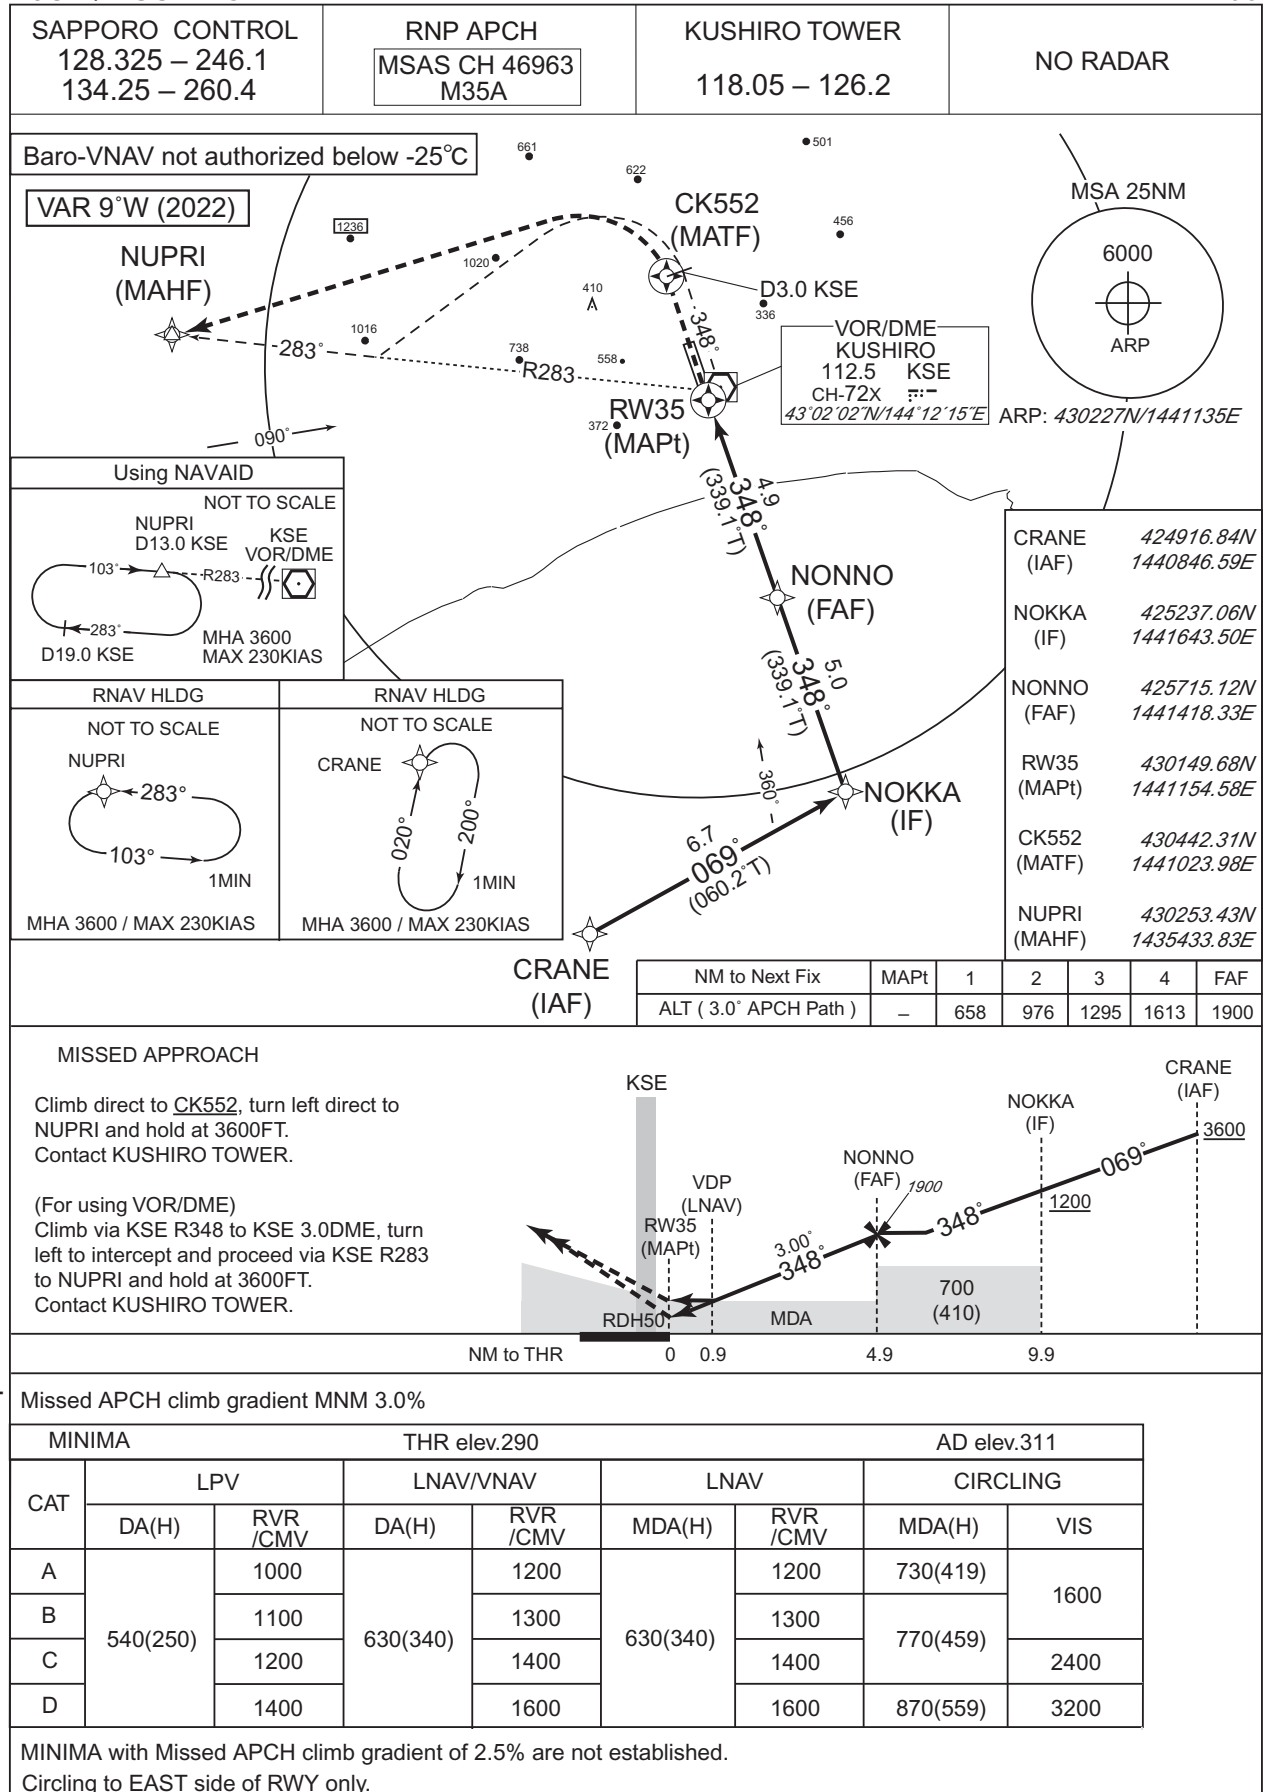 SAPPORO CONTROL
128.325 – 246.1
134.25 – 260.4
RNP APCH
MSAS CH 46963
M35A
KUSHIRO TOWER
118.05 – 126.2
NO RADAR
Baro-VNAV not authorized below -25°C
VAR 9°W (2022)
661
501
622
456
1236
1020
410
336
1016
738
558
372
NUPRI
(MAHF)
CK552
(MATF)
D3.0 KSE
348°
283°
R283
090°
VOR/DME
KUSHIRO
112.5 KSE
CH-72X
43°02´02˝N/144°12´15˝E
MSA 25NM
6000
ARP
ARP: 430227N/1441135E
RW35
(MAPt)
4.9
348°
(339.1°T)
NONNO
(FAF)
5.0
348°
(339.1°T)
360°
NOKKA
(IF)
6.7
069°
(060.2°T)
CRANE
(IAF)
Using NAVAID
NOT TO SCALE
NUPRI
D13.0 KSE
KSE
VOR/DME
103°
R283
283°
D19.0 KSE
MHA 3600
MAX 230KIAS
RNAV HLDG
NOT TO SCALE
NUPRI
283°
103°
1MIN
MHA 3600 / MAX 230KIAS
RNAV HLDG
NOT TO SCALE
CRANE
020°
200°
1MIN
MHA 3600 / MAX 230KIAS
CRANE 424916.84N
(IAF) 1440846.59E
NOKKA 425237.06N
(IF) 1441643.50E
NONNO 425715.12N
(FAF) 1441418.33E
RW35 430149.68N
(MAPt) 1441154.58E
CK552 430442.31N
(MATF) 1441023.98E
NUPRI 430253.43N
(MAHF) 1435433.83E
NM to Next Fix MAPt 1 2 3 4 FAF
ALT ( 3.0° APCH Path ) – 658 976 1295 1613 1900
MISSED APPROACH
Climb direct to CK552, turn left direct to
NUPRI and hold at 3600FT.
Contact KUSHIRO TOWER.
(For using VOR/DME)
Climb via KSE R348 to KSE 3.0DME, turn
left to intercept and proceed via KSE R283
to NUPRI and hold at 3600FT.
Contact KUSHIRO TOWER.
KSE
RW35
(MAPt)
VDP
(LNAV)
NONNO
(FAF)
1900
NOKKA
(IF)
1200
CRANE
(IAF)
3600
069°
348°
3.00°
348°
700
(410)
RDH50
MDA
NM to THR 0 0.9 4.9 9.9
Missed APCH climb gradient MNM 3.0%
MINIMA THR elev.290 AD elev.311
CAT LPV LNAV/VNAV LNAV CIRCLING
DA(H) RVR/CMV DA(H) RVR/CMV MDA(H) RVR/CMV MDA(H) VIS
A 540(250) 1000 630(340) 1200 630(340) 1200 730(419) 1600
B 1100 1300 1300 770(459)
C 1200 1400 1400 2400
D 1400 1600 1600 870(559) 3200
MINIMA with Missed APCH climb gradient of 2.5% are not established.
Circling to EAST side of RWY only.